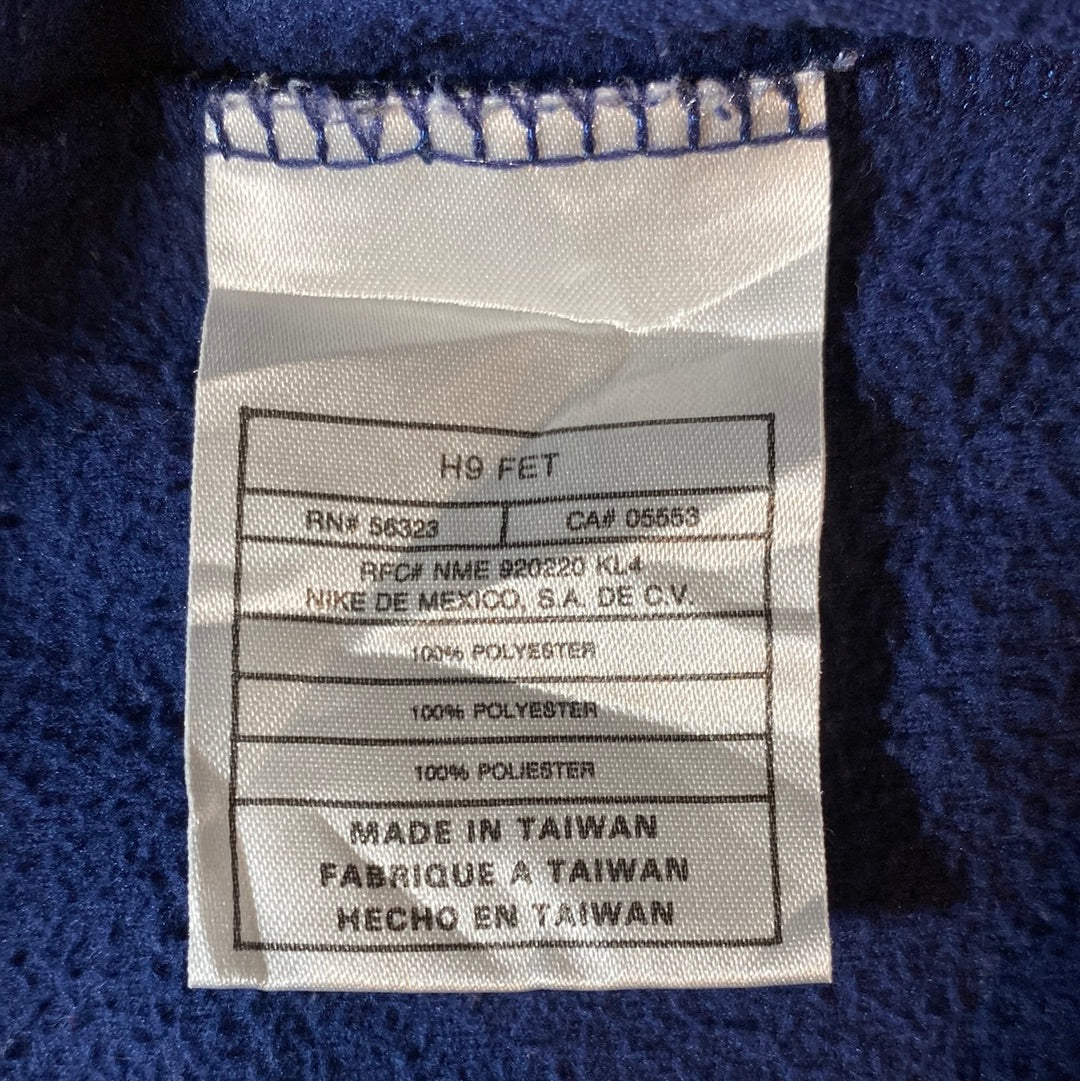 H9 FET
RN# 56323 CA# 05553
RFC# NME 920220 KL4
NIKE DE MEXICO, S.A. DE C.V.
100% POLYESTER
100% POLYESTER
100% POLIESTER
MADE IN TAIWAN
FABRIQUE A TAIWAN
HECHO EN TAIWAN